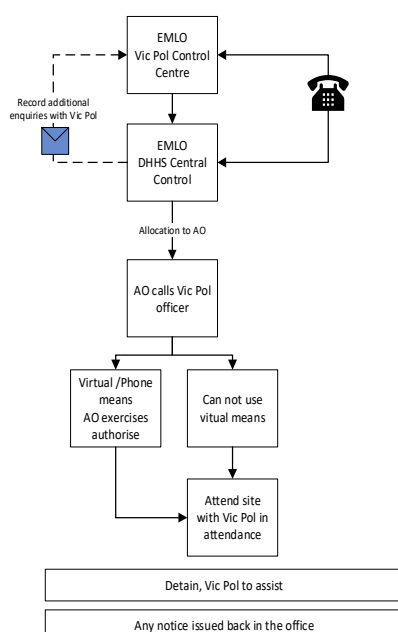 EMLO
Vic Pol Control
Centre
Record additional
enquiries with Vic Pol
EMLO
DHHS Central
Control
Allocation to AO
AO calls Vic Pol
officer
Virtual /Phone
means
AO exercises
authorise
Can not use
vitual means
Attend site
with Vic Pol in
attendance
Detain, Vic Pol to assist
Any notice issued back in the office